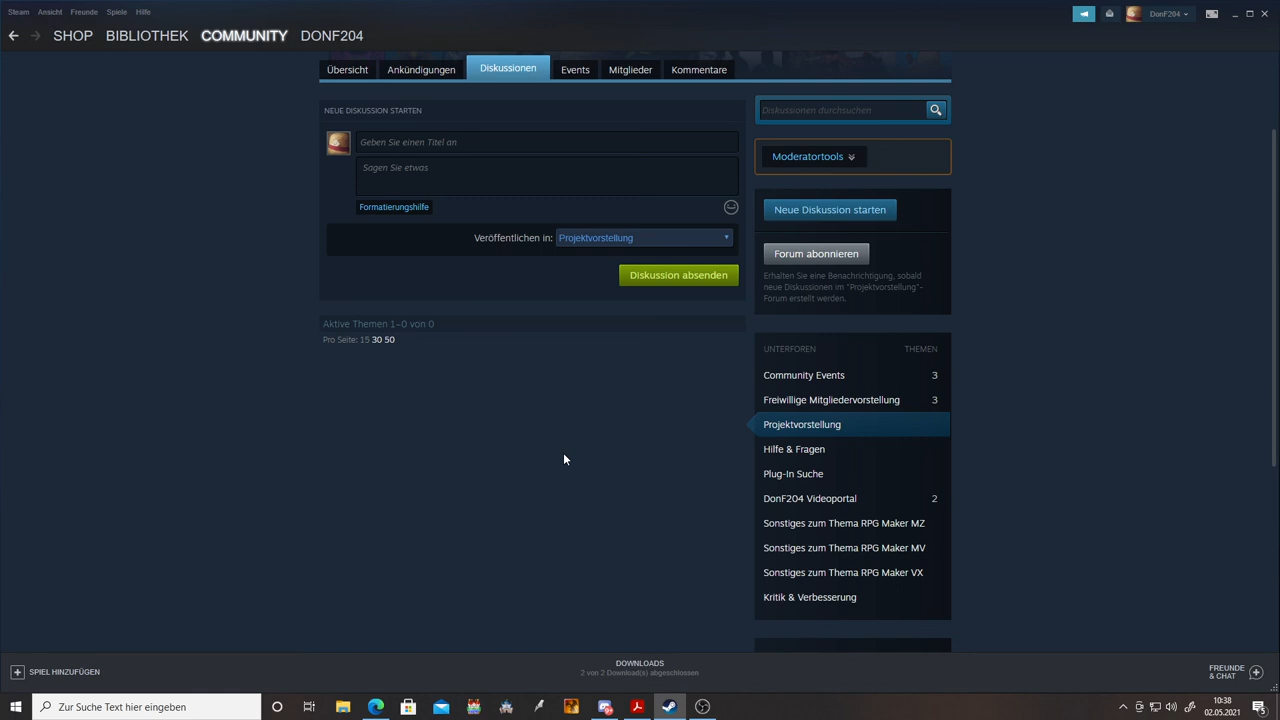 Steam Ansicht Freunde Spiele Hilfe
DonF204
SHOP BIBLIOTHEK COMMUNITY DONF204
Übersicht Ankündigungen Diskussionen Events Mitglieder Kommentare
NEUE DISKUSSION STARTEN
Geben Sie einen Titel an
Sagen Sie etwas
Formatierungshilfe
Veröffentlichen in: Projektvorstellung
Diskussion absenden
Aktive Themen 1–0 von 0
Pro Seite: 15 30 50
Diskussionen durchsuchen
Moderatortools
Neue Diskussion starten
Forum abonnieren
Erhalten Sie eine Benachrichtigung, sobald
neue Diskussionen im "Projektvorstellung"-
Forum erstellt werden.
UNTERFOREN THEMEN
Community Events 3
Freiwillige Mitgliedervorstellung 3
Projektvorstellung
Hilfe & Fragen
Plug-In Suche
DonF204 Videoportal 2
Sonstiges zum Thema RPG Maker MZ
Sonstiges zum Thema RPG Maker MV
Sonstiges zum Thema RPG Maker VX
Kritik & Verbesserung
SPIEL HINZUFÜGEN
DOWNLOADS
2 von 2 Download(s) abgeschlossen
FREUNDE
& CHAT
Zur Suche Text hier eingeben
10:38
02.05.2021